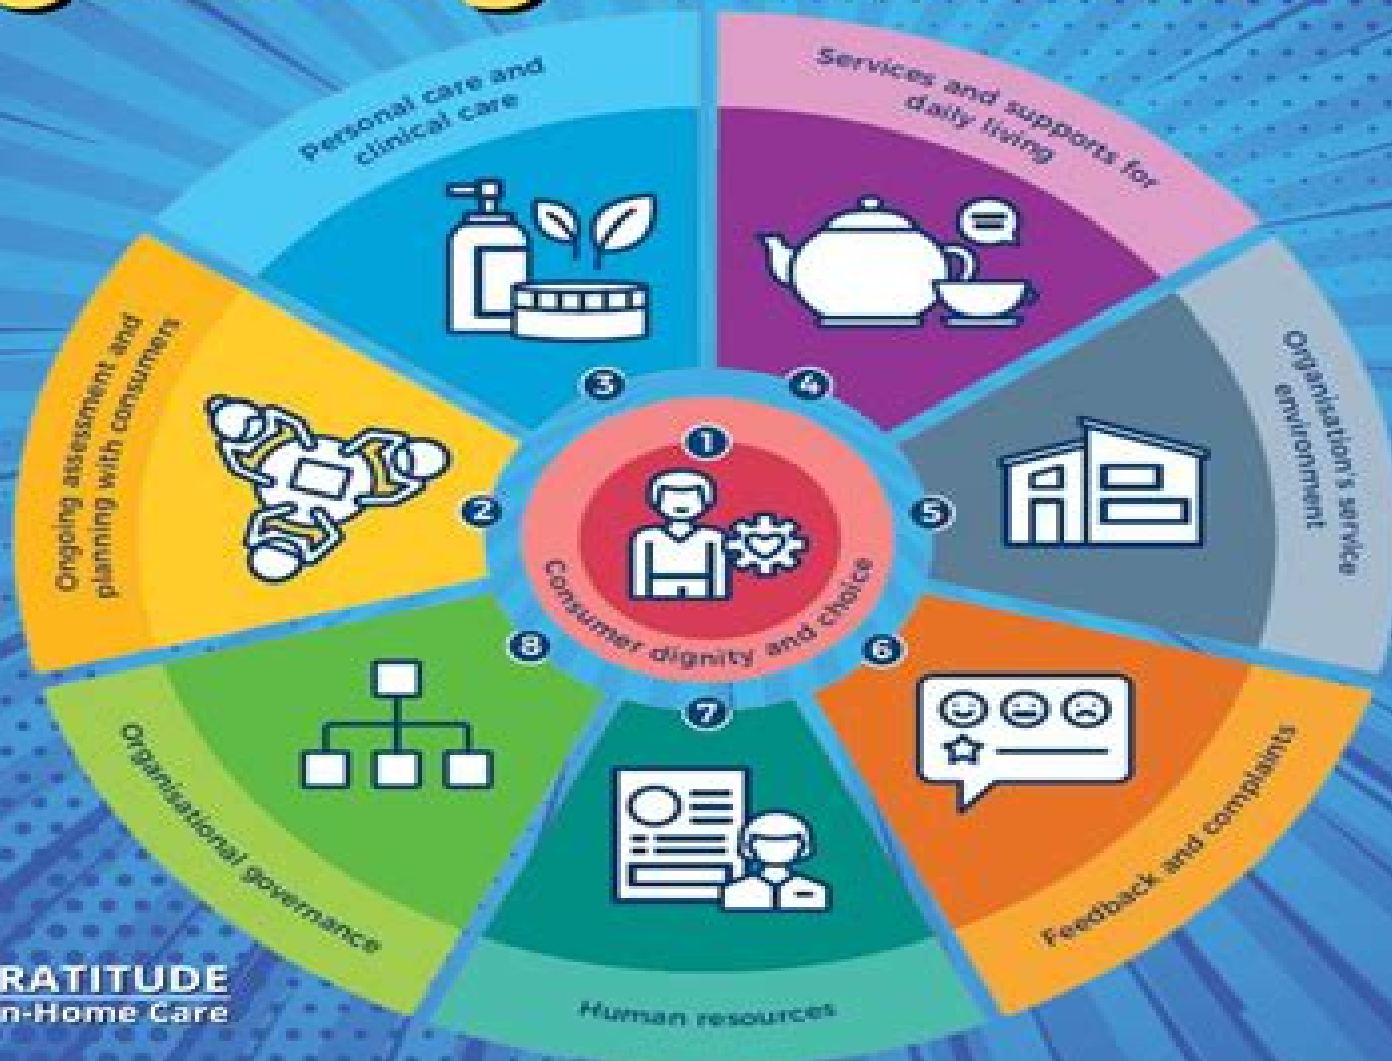 Personal care and
clinical care
3
Services and supports for
daily living
4
Organisation's service
environment
5
Feedback and complaints
6
Human resources
7
Organisational governance
8
Ongoing assessment and
planning with consumers
2
1
Consumer dignity and choice
RATITUDE
n-Home Care